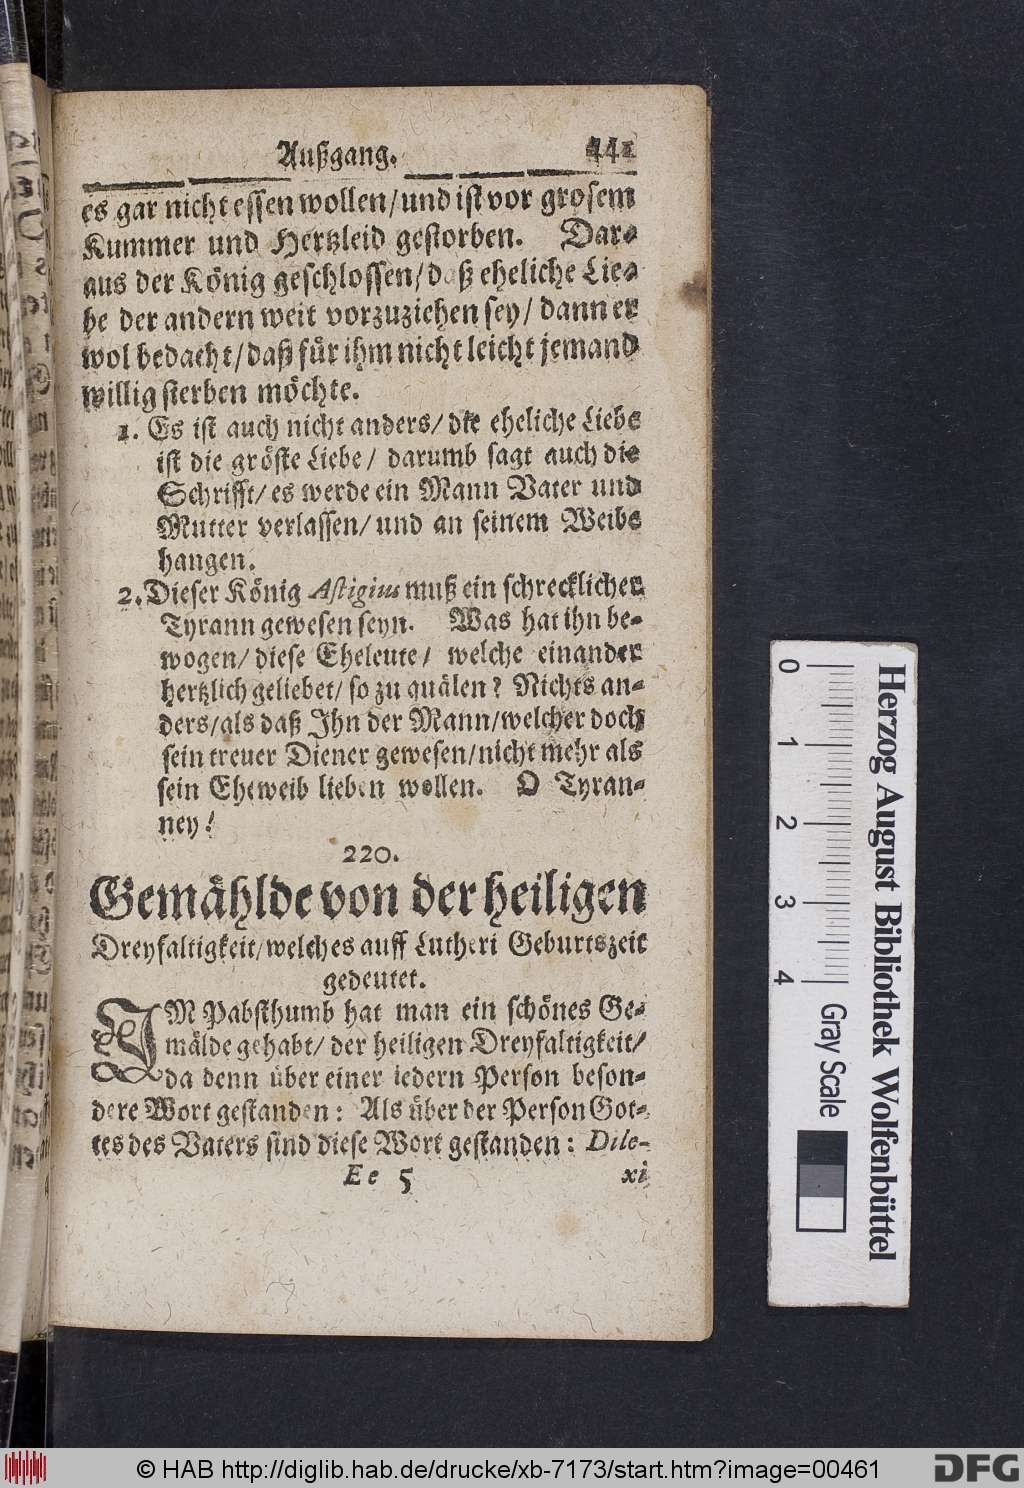 Außgang. 441
es gar nicht essen wollen/und ist vor grosem
Kummer und Hertzleid gestorben. Dar-
aus der König geschlossen/daß eheliche Lie-
be der andern weit vorzuziehen sey/dann er
wol bedacht/daß für ihm nicht leicht jemand
willig sterben möchte.
1. Es ist auch nicht anders/die eheliche Liebe
ist die gröste Liebe/darumb sagt auch die
Schrifft/es werde ein Mann Vater und
Mutter verlassen/und an seinem Weibe
hangen.
2. Dieser König Astigius muß ein schrecklicher
Tyrann gewesen seyn. Was hat ihn be-
wogen/diese Eheleute/welche einander
hertzlich geliebet/so zu quälen? Nichts an-
ders/als daß Ihn der Mann/welcher doch
sein treuer Diener gewesen/nicht mehr als
sein Eheweib lieben wollen. O Tyran-
ney!
220.
Gemählde von der heiligen
Dreyfaltigkeit/welches auff Lutheri Geburtszeit
gedeutet.
IM Pabsthumb hat man ein schönes Ge-
mälde gehabt/der heiligen Dreyfaltigkeit/
da denn über einer iedern Person beson-
dere Wort gestanden: Als über der Person Got-
tes des Vaters sind diese Wort gestanden: Dile-
Ee 5 xi
0 1 2 3 4
Gray Scale
Herzog August Bibliothek Wolfenbüttel
© HAB http://diglib.hab.de/drucke/xb-7173/start.htm?image=00461
DFG